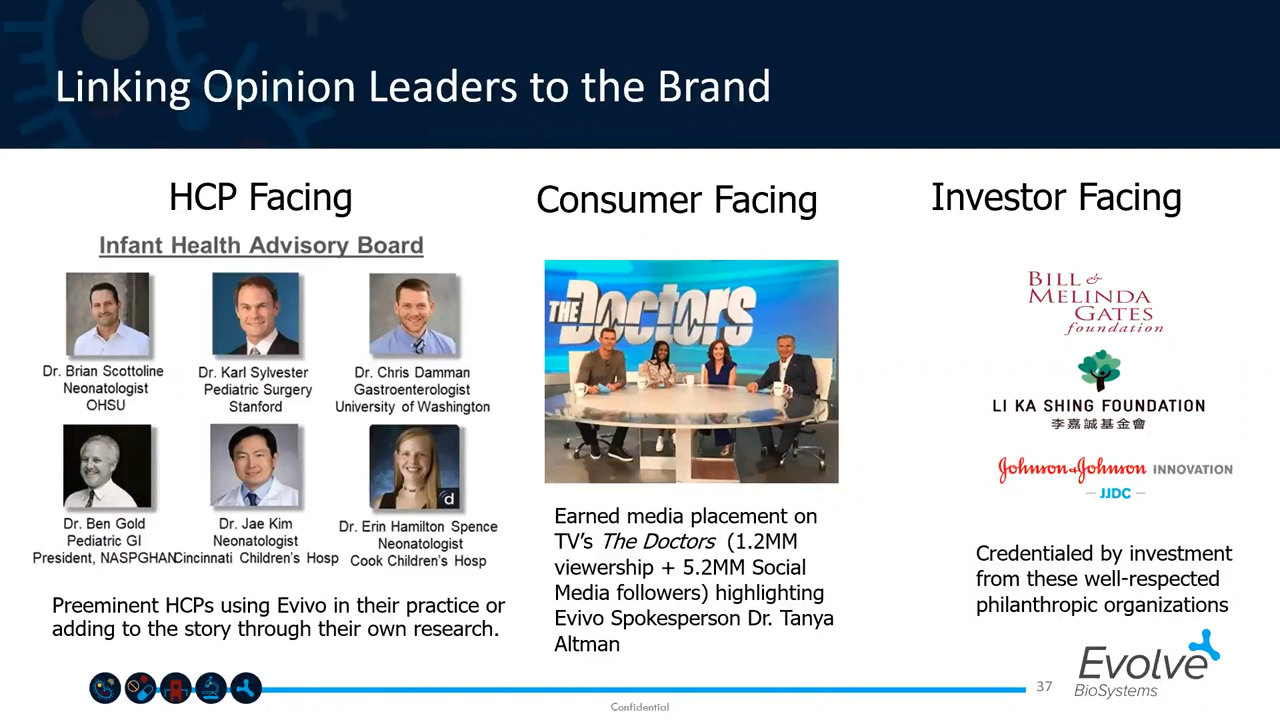 Linking Opinion Leaders to the Brand
HCP Facing
Infant Health Advisory Board
Dr. Brian Scottoline
Neonatologist
OHSU
Dr. Karl Sylvester
Pediatric Surgery
Stanford
Dr. Chris Damman
Gastroenterologist
University of Washington
Dr. Ben Gold
Pediatric GI
President, NASPGHAN
Dr. Jae Kim
Neonatologist
Cincinnati Children's Hosp
d
Dr. Erin Hamilton Spence
Neonatologist
Cook Children's Hosp
Preeminent HCPs using Evivo in their practice or
adding to the story through their own research.
Consumer Facing
THE DOCTORS
Earned media placement on
TV's The Doctors (1.2MM
viewership + 5.2MM Social
Media followers) highlighting
Evivo Spokesperson Dr. Tanya
Altman
Investor Facing
BILL &
MELINDA
GATES
foundation
LI KA SHING FOUNDATION
李嘉誠基金會
Johnson & Johnson INNOVATION
– JJDC –
Credentialed by investment
from these well-respected
philanthropic organizations
Evolve
BioSystems
37
Confidential